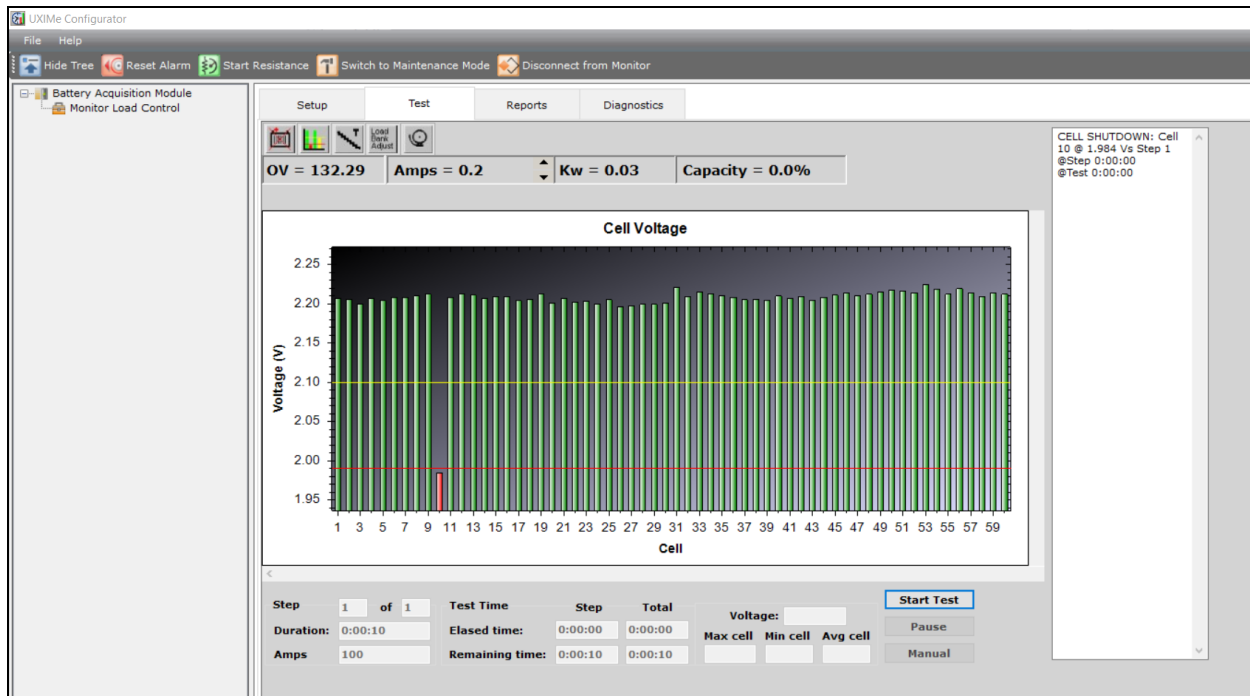 UXIMe Configurator
File Help
Hide Tree Reset Alarm Start Resistance Switch to Maintenance Mode Disconnect from Monitor
Battery Acquisition Module
Monitor Load Control
Setup Test Reports Diagnostics
Load Bank Adjust
OV = 132.29 Amps = 0.2 Kw = 0.03 Capacity = 0.0%
CELL SHUTDOWN: Cell
10 @ 1.984 Vs Step 1
@Step 0:00:00
@Test 0:00:00
Cell Voltage
Voltage (V)
2.25
2.20
2.15
2.10
2.05
2.00
1.95
1 3 5 7 9 11 13 15 17 19 21 23 25 27 29 31 33 35 37 39 41 43 45 47 49 51 53 55 57 59
Cell
Step 1 of 1
Duration: 0:00:10
Amps 100
Test Time Step Total
Elased time: 0:00:00 0:00:00
Remaining time: 0:00:10 0:00:10
Voltage:
Max cell Min cell Avg cell
Start Test
Pause
Manual